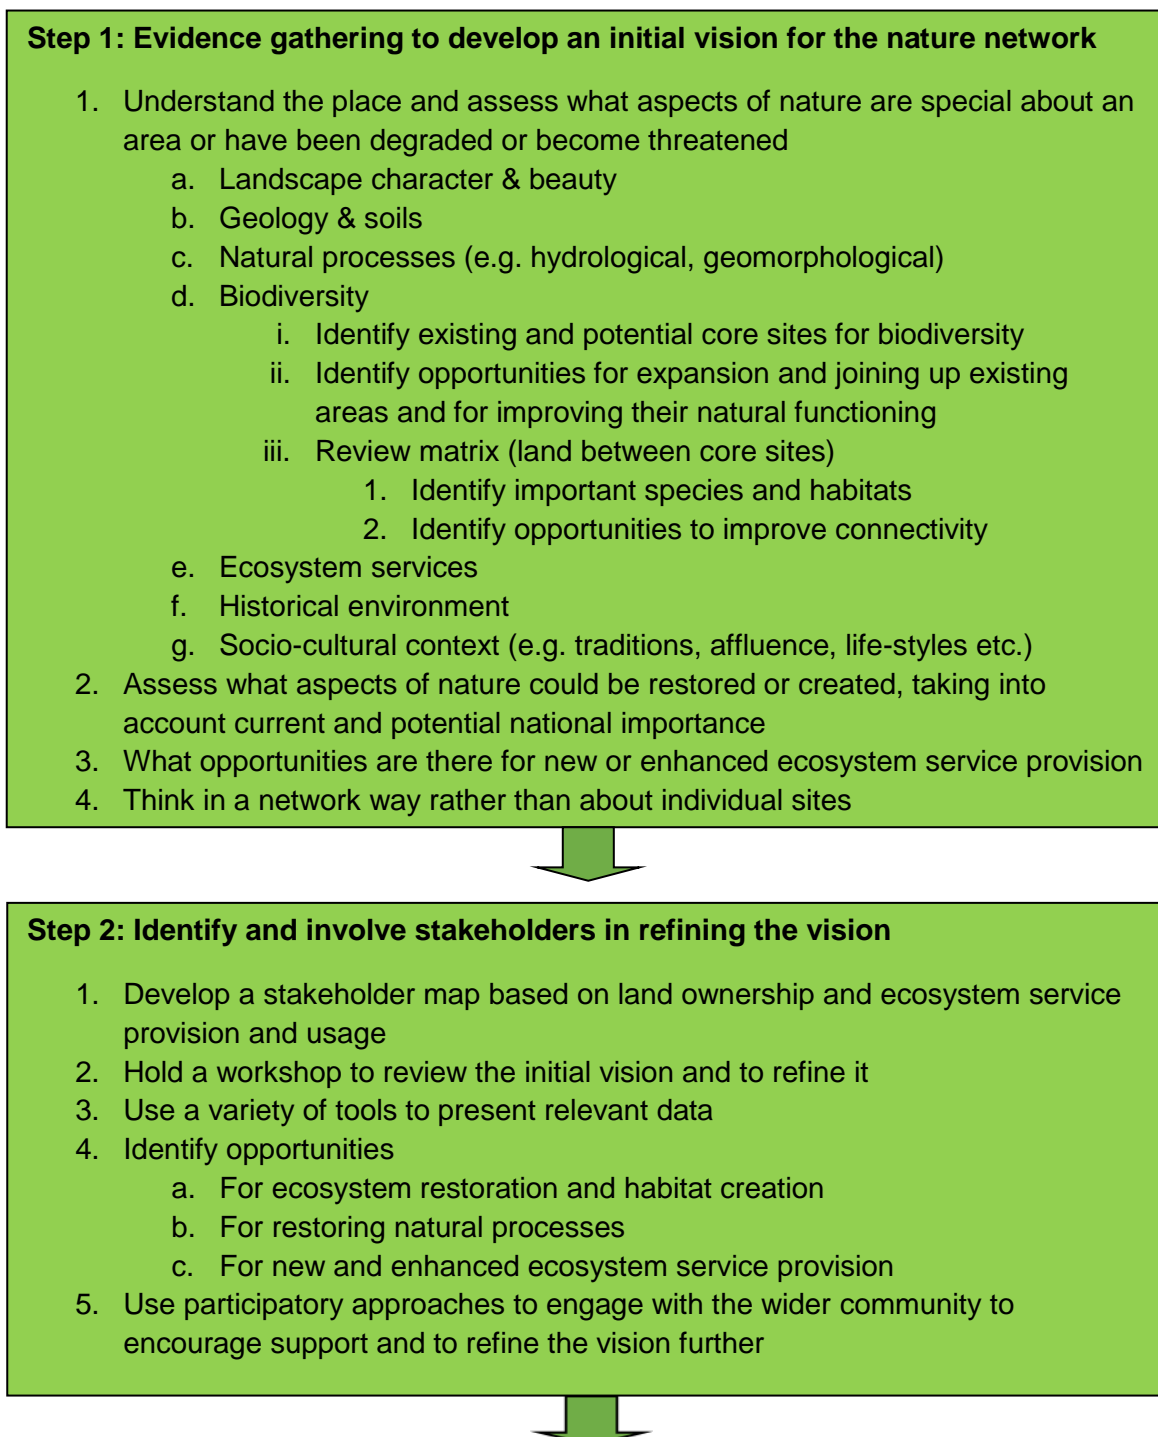 Step 1: Evidence gathering to develop an initial vision for the nature network
1. Understand the place and assess what aspects of nature are special about an
area or have been degraded or become threatened
a. Landscape character & beauty
b. Geology & soils
c. Natural processes (e.g. hydrological, geomorphological)
d. Biodiversity
i. Identify existing and potential core sites for biodiversity
ii. Identify opportunities for expansion and joining up existing
areas and for improving their natural functioning
iii. Review matrix (land between core sites)
1. Identify important species and habitats
2. Identify opportunities to improve connectivity
e. Ecosystem services
f. Historical environment
g. Socio-cultural context (e.g. traditions, affluence, life-styles etc.)
2. Assess what aspects of nature could be restored or created, taking into
account current and potential national importance
3. What opportunities are there for new or enhanced ecosystem service provision
4. Think in a network way rather than about individual sites
Step 2: Identify and involve stakeholders in refining the vision
1. Develop a stakeholder map based on land ownership and ecosystem service
provision and usage
2. Hold a workshop to review the initial vision and to refine it
3. Use a variety of tools to present relevant data
4. Identify opportunities
a. For ecosystem restoration and habitat creation
b. For restoring natural processes
c. For new and enhanced ecosystem service provision
5. Use participatory approaches to engage with the wider community to
encourage support and to refine the vision further